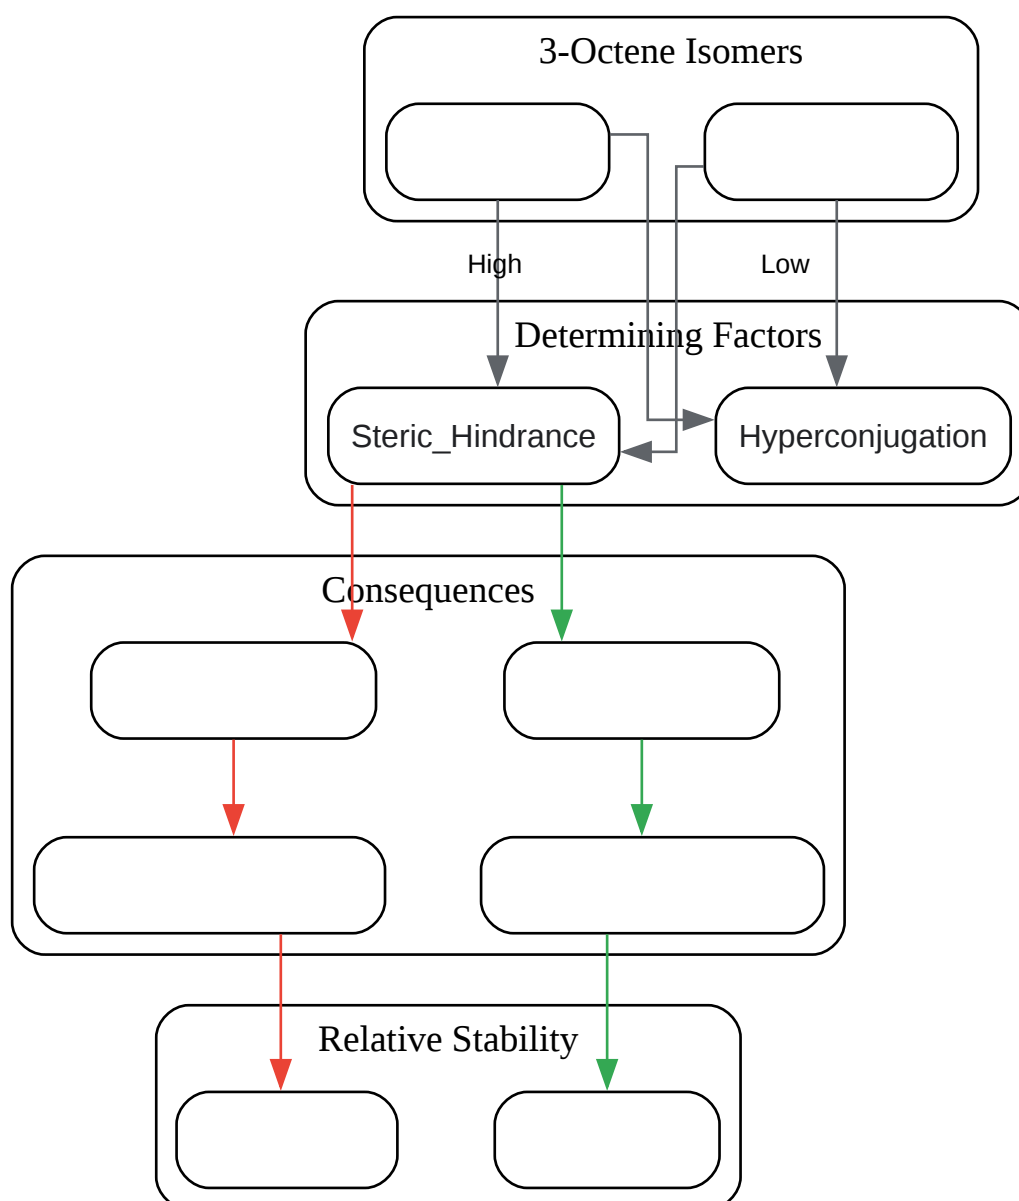 3-Octene Isomers
High
Low
Determining Factors
Steric_Hindrance
Hyperconjugation
Consequences
Relative Stability